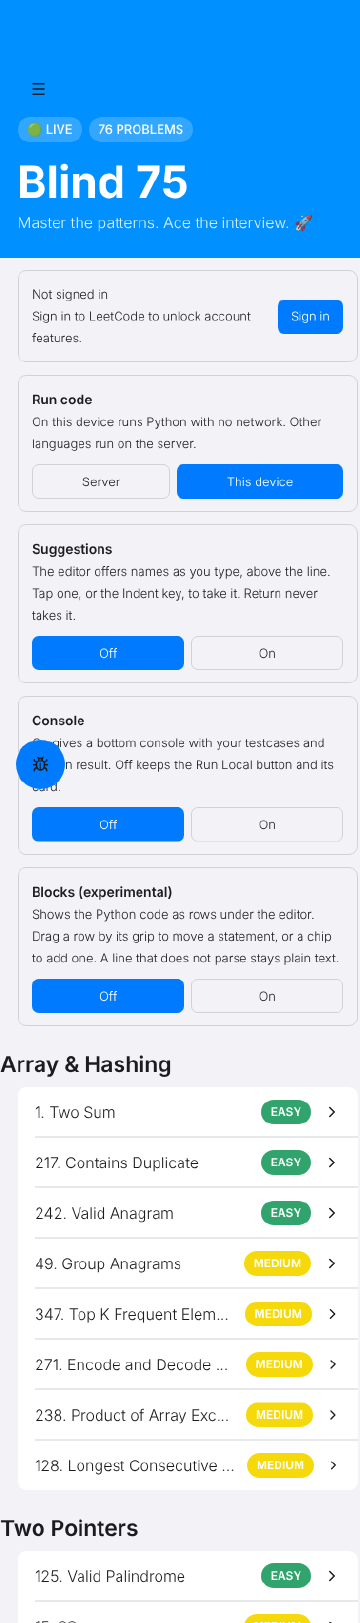 LIVE
76 PROBLEMS
Blind 75
Master the patterns. Ace the interview. 🚀
Not signed in
Sign in to LeetCode to unlock account
features.
Sign in
Run code
On this device runs Python with no network. Other
languages run on the server.
Server
This device
Suggestions
The editor offers names as you type, above the line.
Tap one, or the Indent key, to take it. Return never
takes it.
Off
On
Console
gives a bottom console with your testcases and
result. Off keeps the Run Local button and its
Off
On
Blocks (experimental)
Shows the Python code as rows under the editor.
Drag a row by its grip to move a statement, or a chip
to add one. A line that does not parse stays plain text.
Off
On
Array & Hashing
1. Two Sum
EASY
217. Contains Duplicate
EASY
242. Valid Anagram
EASY
49. Group Anagrams
MEDIUM
347. Top K Frequent Elem...
MEDIUM
271. Encode and Decode ...
MEDIUM
238. Product of Array Exc...
MEDIUM
128. Longest Consecutive ...
MEDIUM
Two Pointers
125. Valid Palindrome
EASY